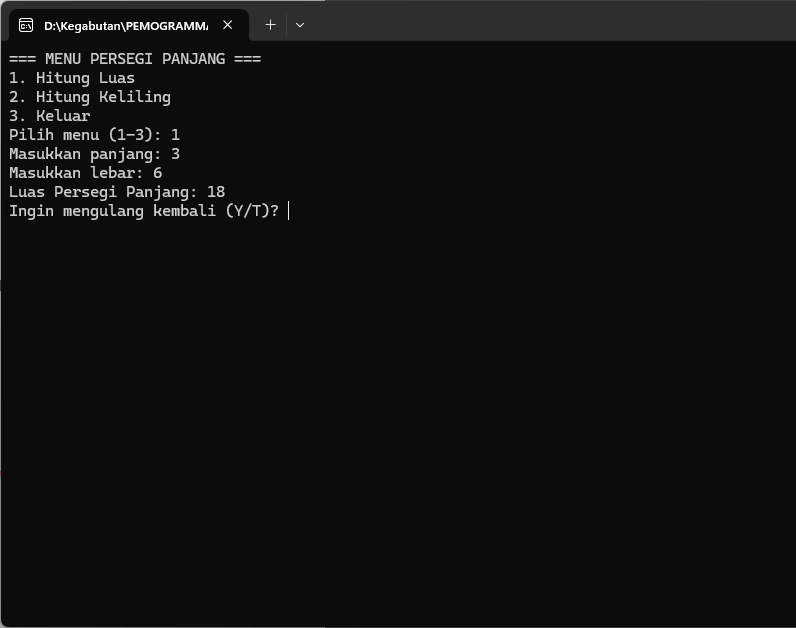 D:\Kegabutan\PEMOGRAMM
=== MENU PERSEGI PANJANG ===
1. Hitung Luas
2. Hitung Keliling
3. Keluar
Pilih menu (1-3): 1
Masukkan panjang: 3
Masukkan lebar: 6
Luas Persegi Panjang: 18
Ingin mengulang kembali (Y/T)?